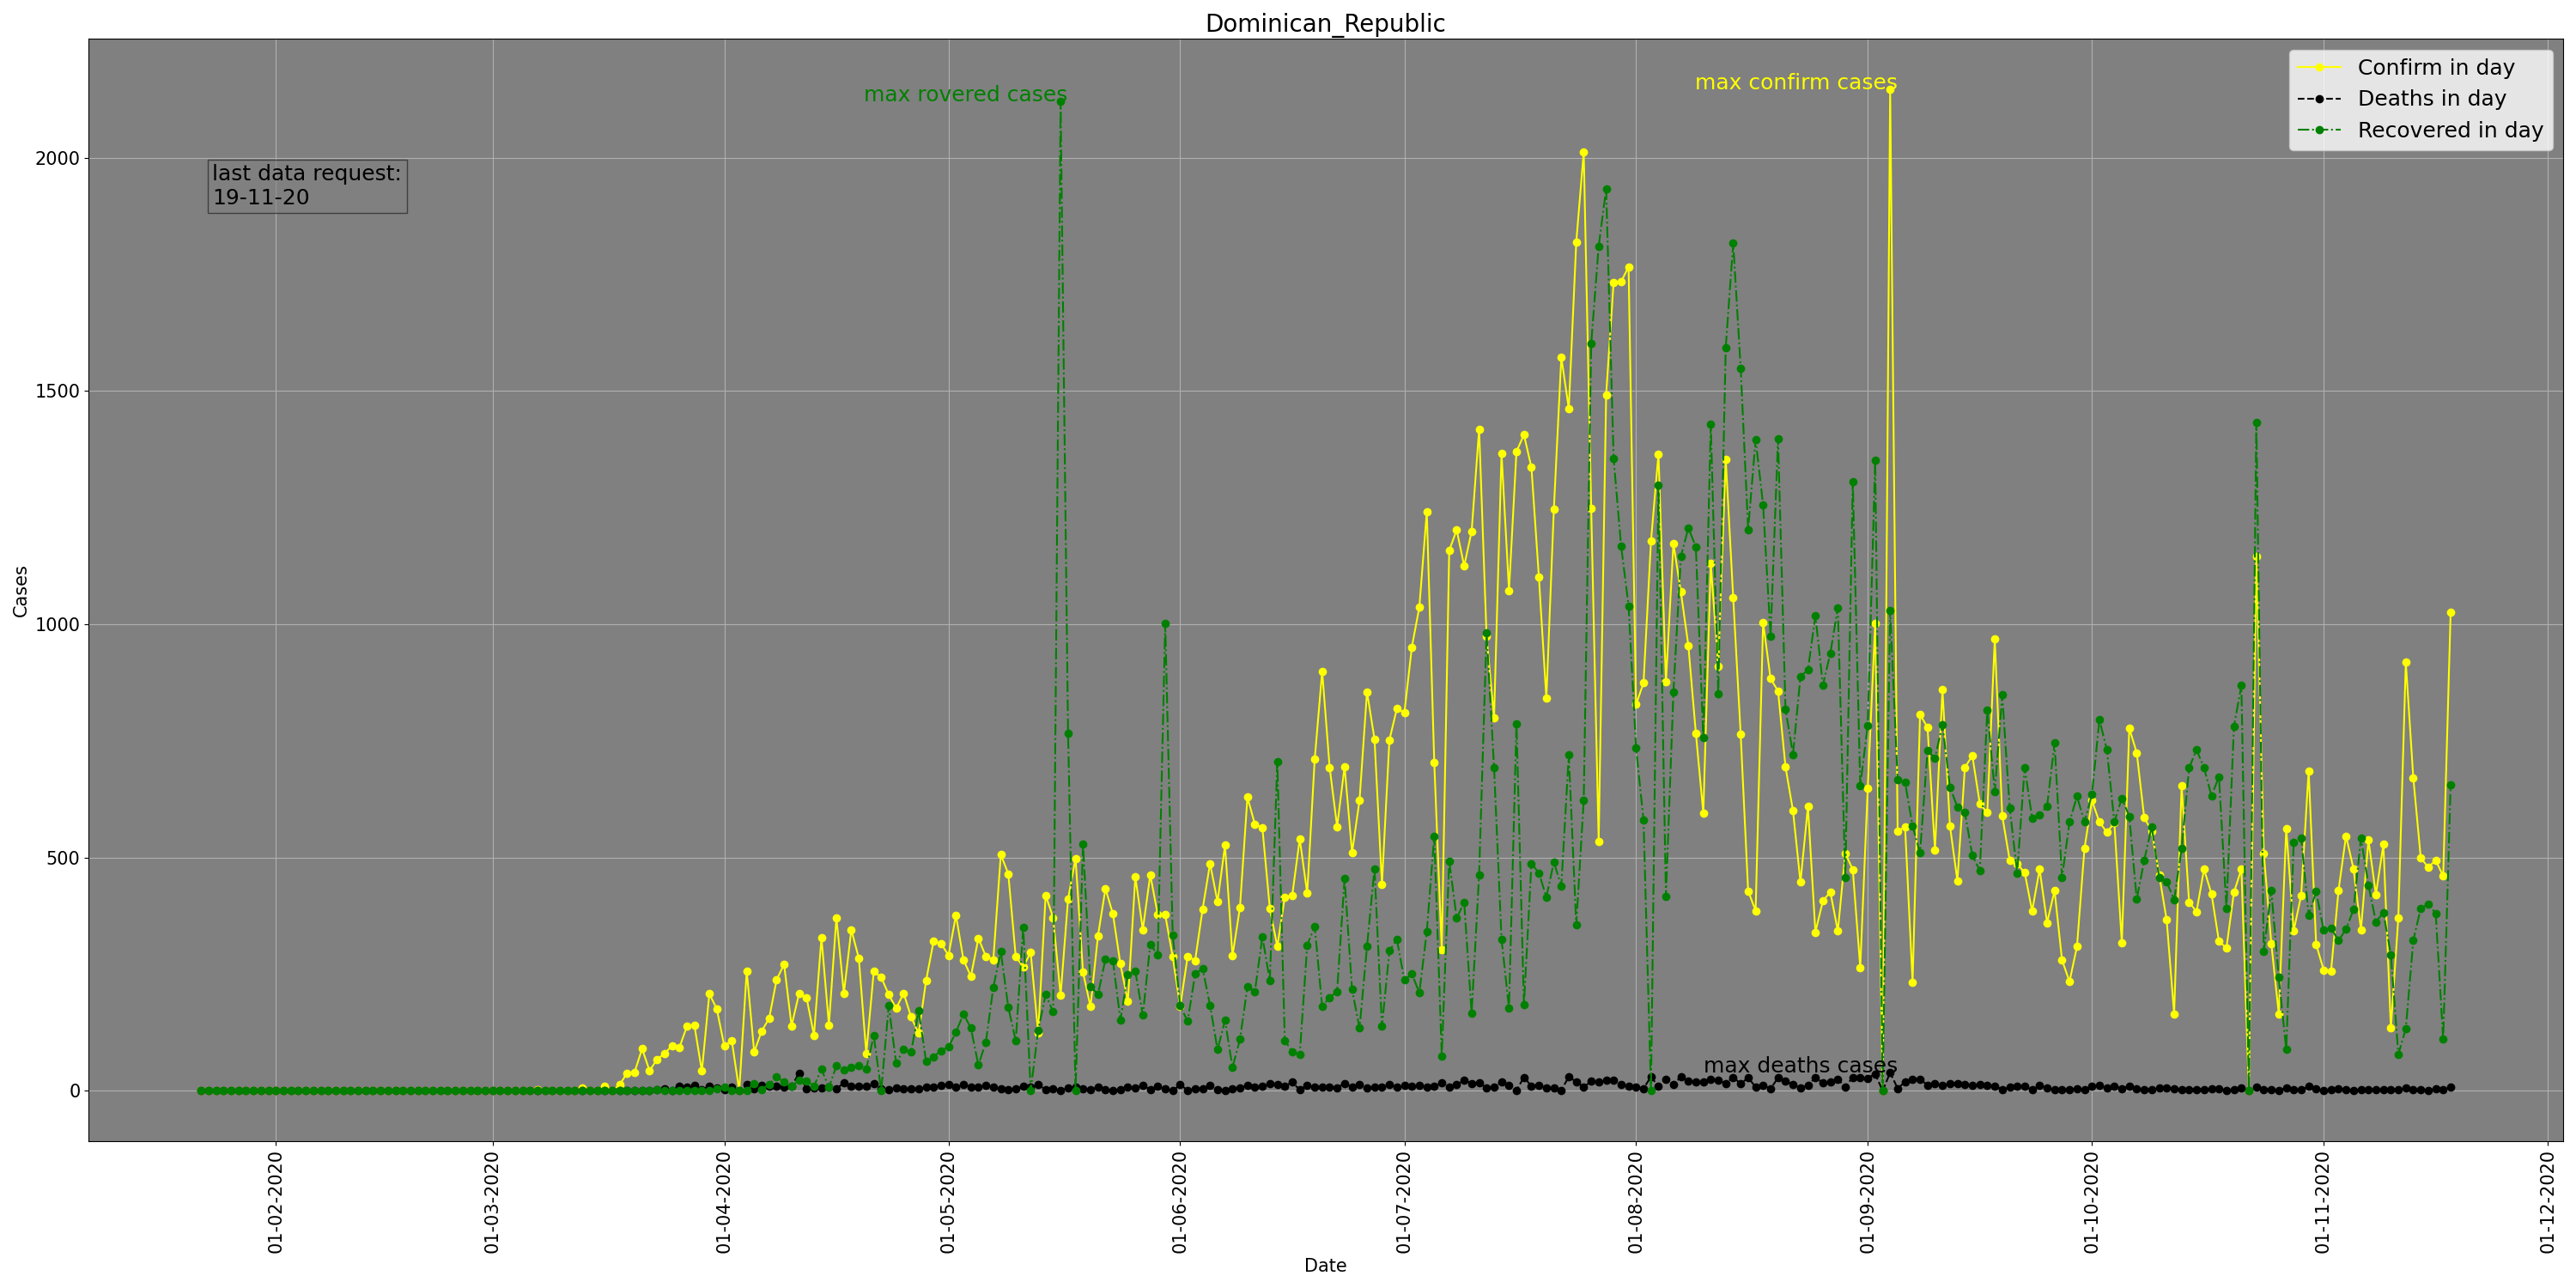 Dominican_Republic
max rovered cases
max confirm cases
Confirm in day
Deaths in day
Recovered in day
last data request:
19-11-20
2000
1500
1000
500
0
Cases
max deaths cases
01-02-2020
01-03-2020
01-04-2020
01-05-2020
01-06-2020
01-07-2020
01-08-2020
01-09-2020
01-10-2020
01-11-2020
01-12-2020
Date